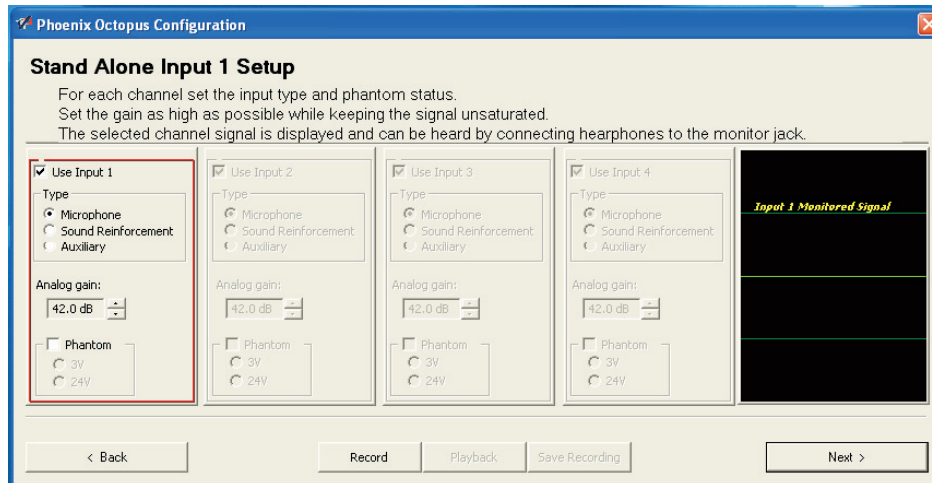 Phoenix Octopus Configuration
Stand Alone Input 1 Setup
For each channel set the input type and phantom status.
Set the gain as high as possible while keeping the signal unsaturated.
The selected channel signal is displayed and can be heard by connecting hearphones to the monitor jack.
Use Input 1
Type
Microphone
Sound Reinforcement
Auxiliary
Analog gain:
42.0 dB
Phantom
3V
24V
Use Input 2
Type
Microphone
Sound Reinforcement
Auxiliary
Analog gain:
42.0 dB
Phantom
3V
24V
Use Input 3
Type
Microphone
Sound Reinforcement
Auxiliary
Analog gain:
42.0 dB
Phantom
3V
24V
Use Input 4
Type
Microphone
Sound Reinforcement
Auxiliary
Analog gain:
42.0 dB
Phantom
3V
24V
Input 1 Monitored Signal
< Back
Record
Playback
Save Recording
Next >